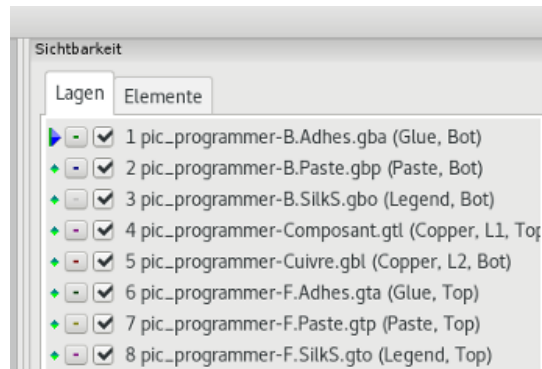 Sichtbarkeit
Lagen Elemente
1 pic_programmer-B.Adhes.gba (Glue, Bot)
2 pic_programmer-B.Paste.gbp (Paste, Bot)
3 pic_programmer-B.SilkS.gbo (Legend, Bot)
4 pic_programmer-Composant.gtl (Copper, L1, Top
5 pic_programmer-Cuivre.gbl (Copper, L2, Bot)
6 pic_programmer-F.Adhes.gta (Glue, Top)
7 pic_programmer-F.Paste.gtp (Paste, Top)
8 pic_programmer-F.SilkS.gto (Legend, Top)